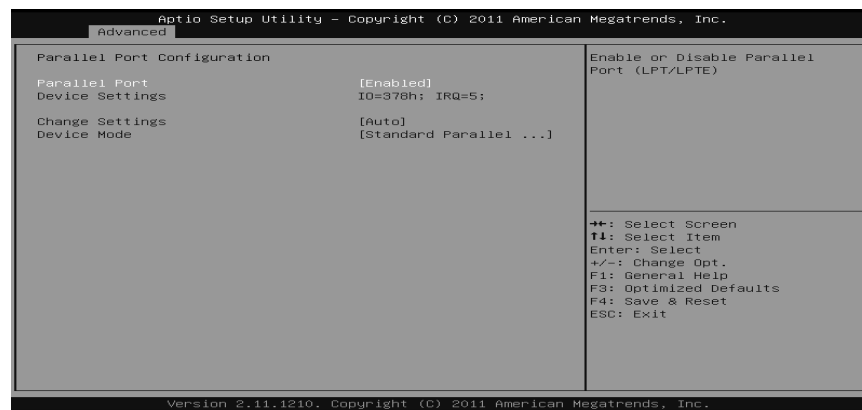 Aptio Setup Utility – Copyright (C) 2011 American Megatrends, Inc.
Advanced
Parallel Port Configuration
Parallel Port [Enabled]
Device Settings IO=378h; IRQ=5;
Change Settings [Auto]
Device Mode [Standard Parallel ...]
Enable or Disable Parallel
Port (LPT/LPTE)
→←: Select Screen
↑↓: Select Item
Enter: Select
+/-: Change Opt.
F1: General Help
F3: Optimized Defaults
F4: Save & Reset
ESC: Exit
Version 2.11.1210. Copyright (C) 2011 American Megatrends, Inc.